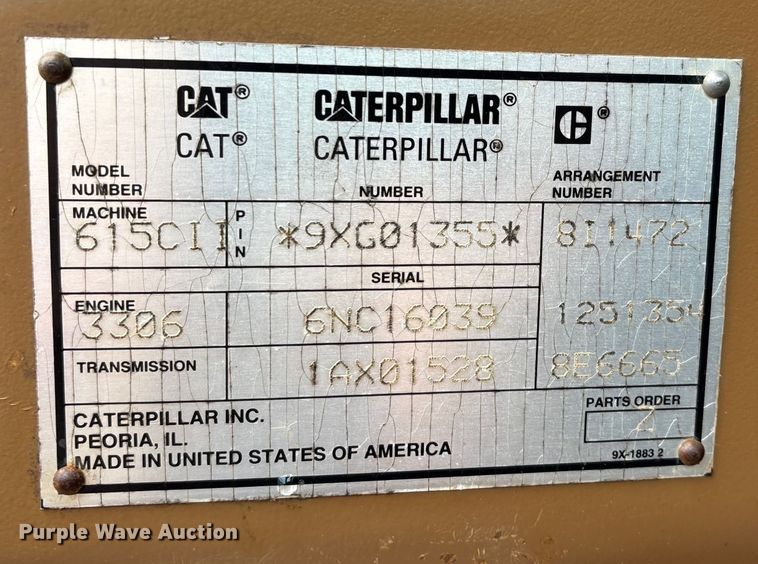 CAT® CATERPILLAR® C®
CAT® CATERPILLAR®
MODEL NUMBER NUMBER ARRANGEMENT NUMBER
MACHINE 615CII PIN *9XG01355* 8I1472
SERIAL
ENGINE 3306 6NC16039 1251354
TRANSMISSION 1AX01528 8E6665
CATERPILLAR INC. PARTS ORDER
PEORIA, IL. 2
MADE IN UNITED STATES OF AMERICA 9X-1883 2
Purple Wave Auction